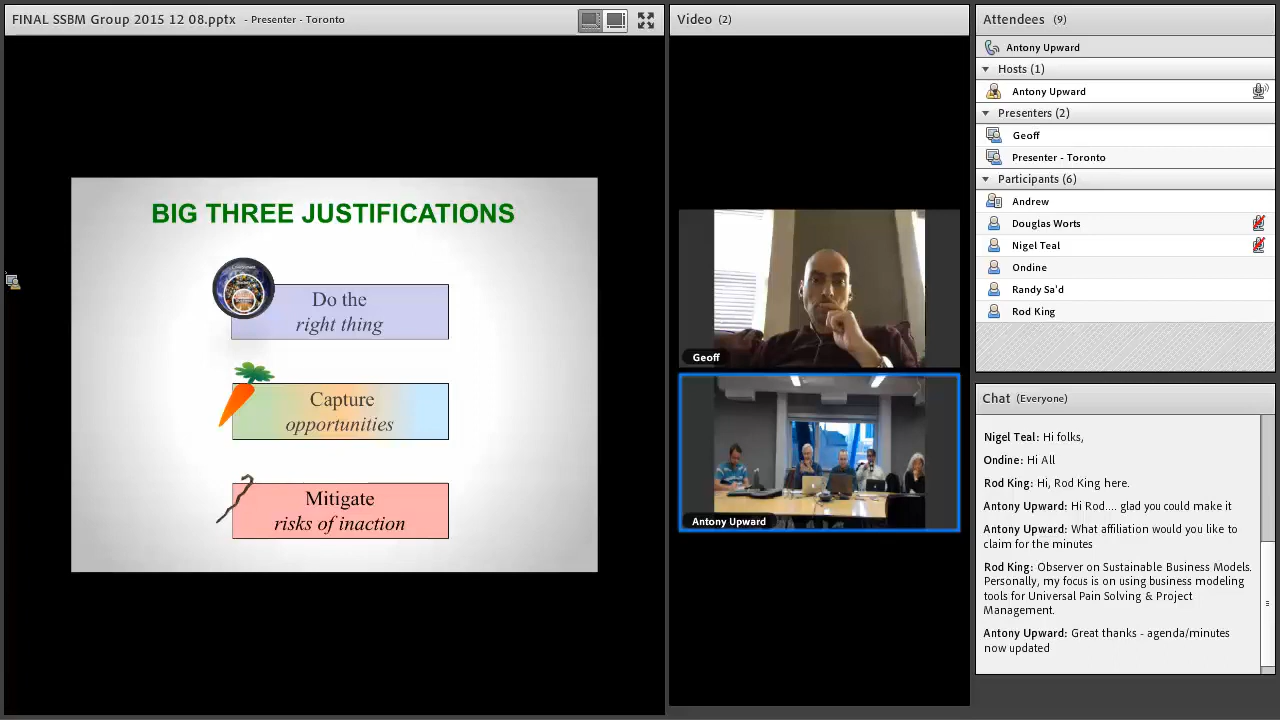 FINAL SSBM Group 2015 12 08.pptx - Presenter - Toronto
BIG THREE JUSTIFICATIONS
Do the
right thing
Capture
opportunities
Mitigate
risks of inaction
Video (2)
Geoff
Antony Upward
Attendees (9)
Antony Upward
Hosts (1)
Antony Upward
Presenters (2)
Geoff
Presenter - Toronto
Participants (6)
Andrew
Douglas Worts
Nigel Teal
Ondine
Randy Sa'd
Rod King
Chat (Everyone)
Nigel Teal: Hi folks,
Ondine: Hi All
Rod King: Hi, Rod King here.
Antony Upward: Hi Rod.... glad you could make it
Antony Upward: What affiliation would you like to
claim for the minutes
Rod King: Observer on Sustainable Business Models.
Personally, my focus is on using business modeling
tools for Universal Pain Solving & Project
Management.
Antony Upward: Great thanks - agenda/minutes
now updated